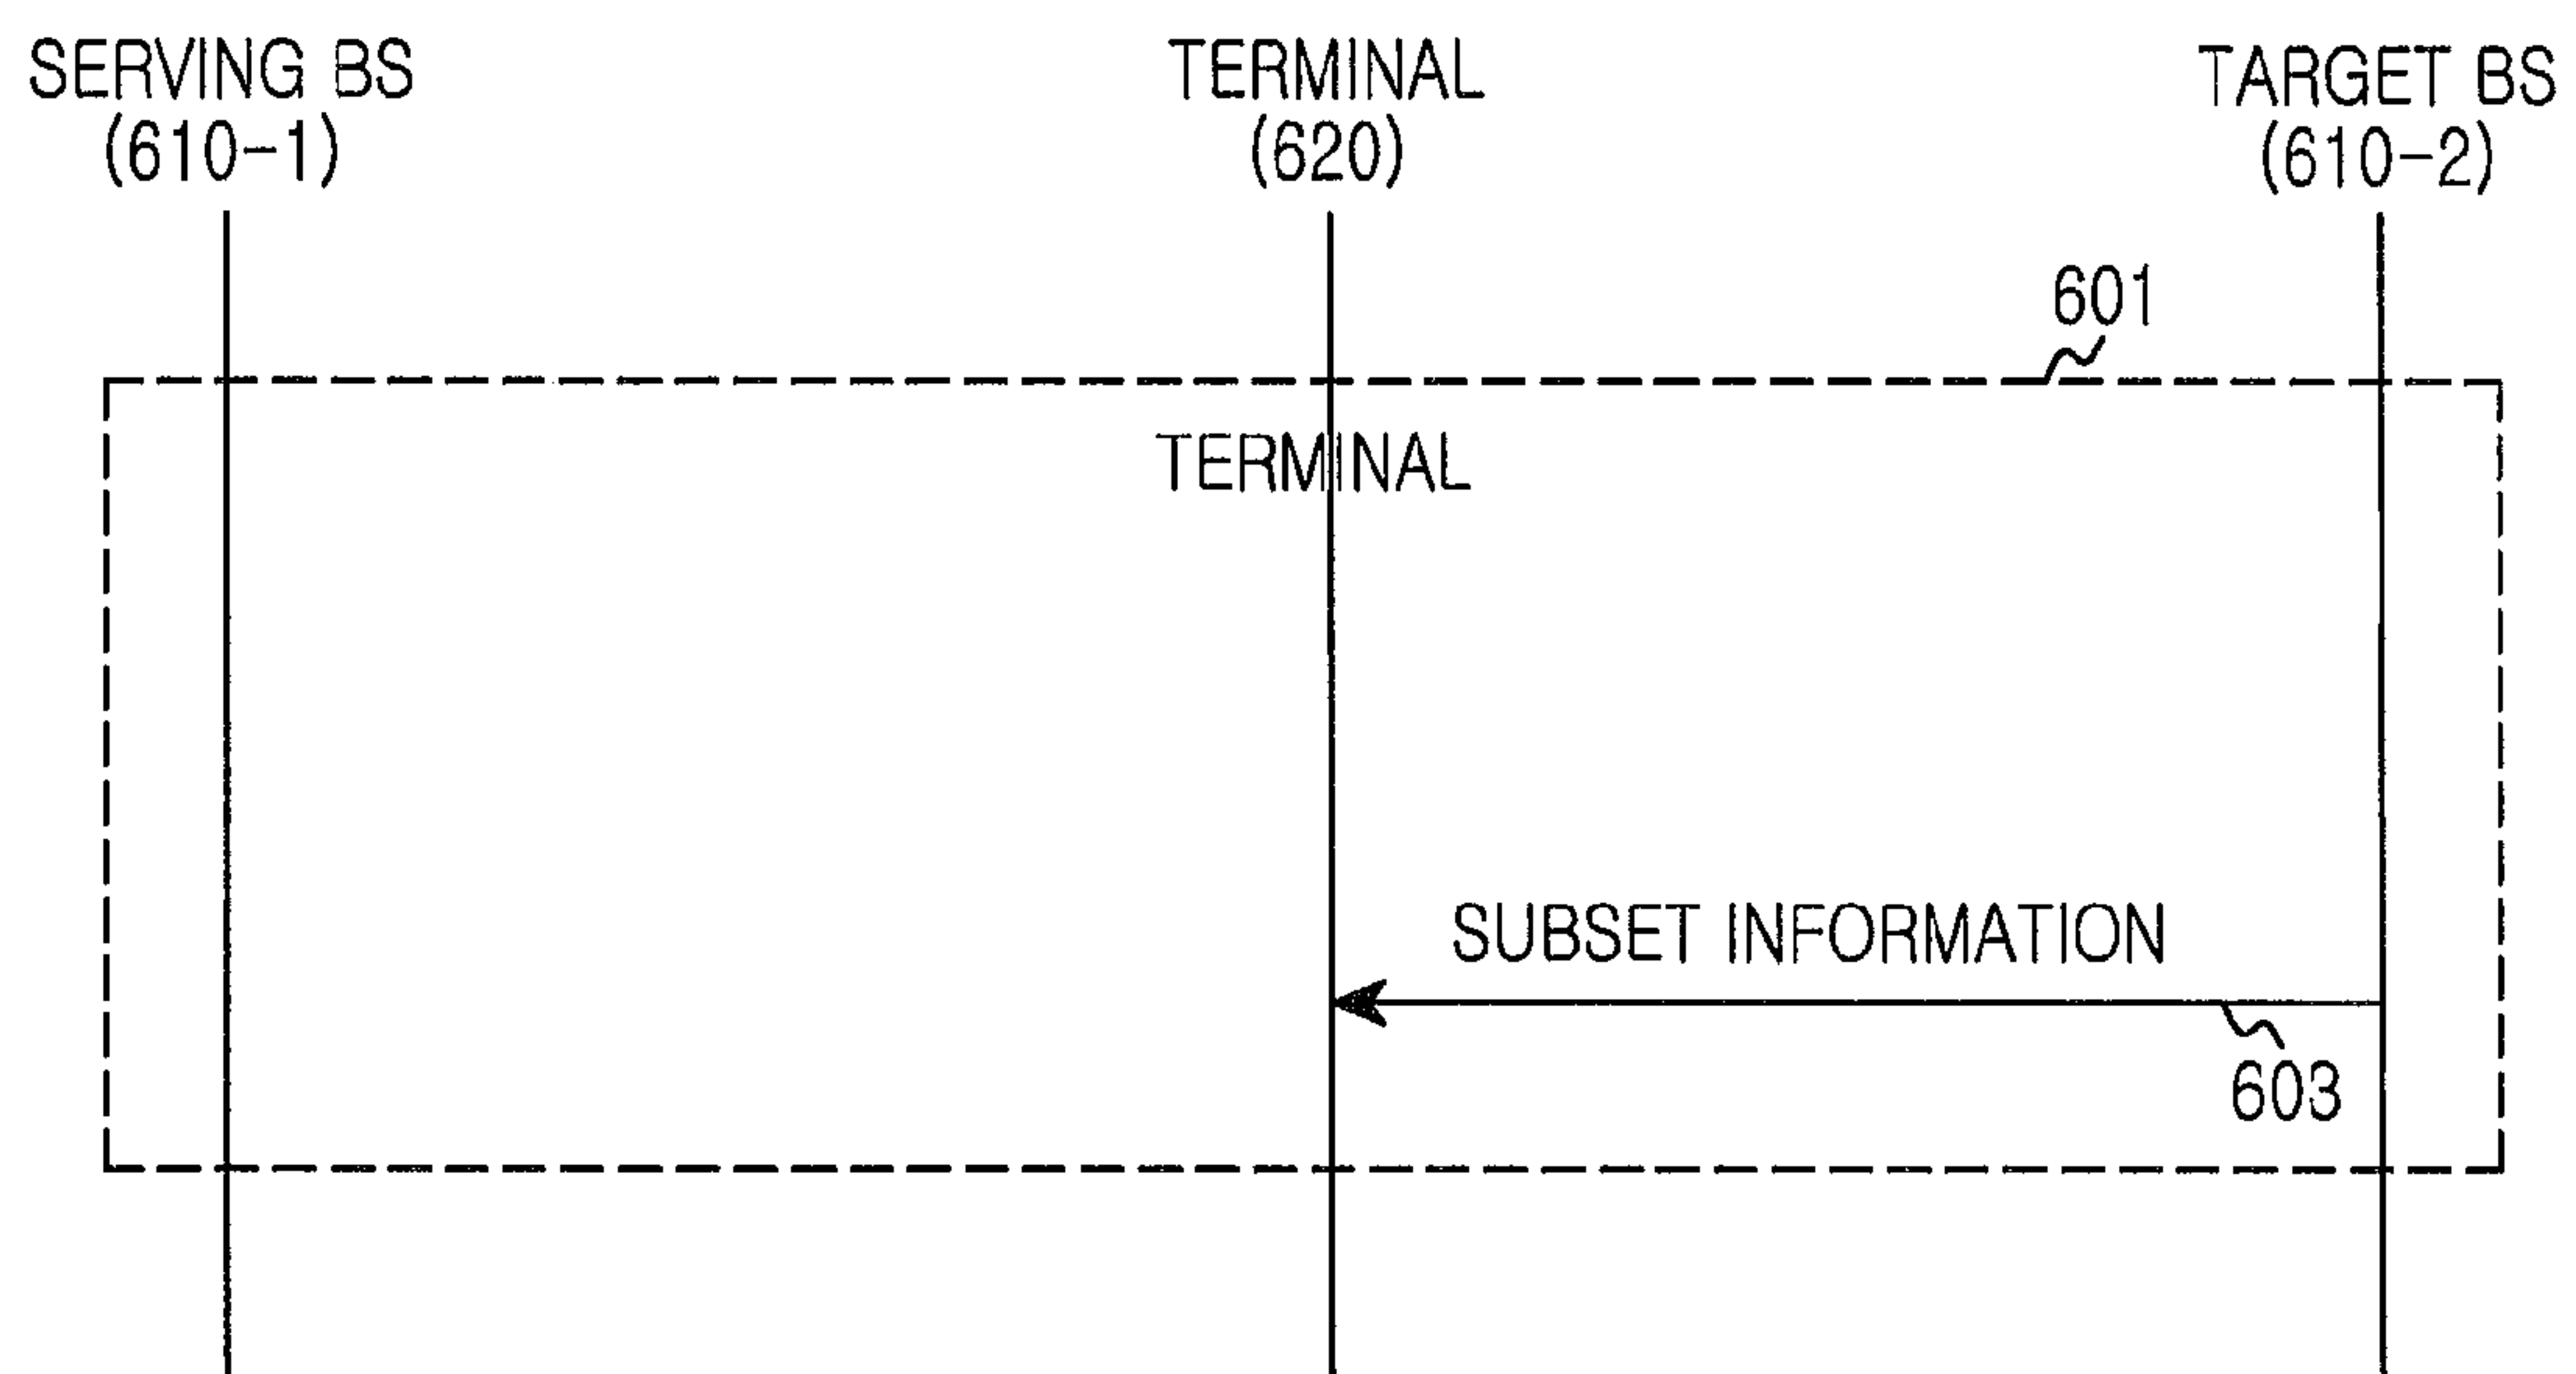 SERVING BS
(610-1)
TERMINAL
(620)
TARGET BS
(610-2)
601
TERMINAL
SUBSET INFORMATION
603